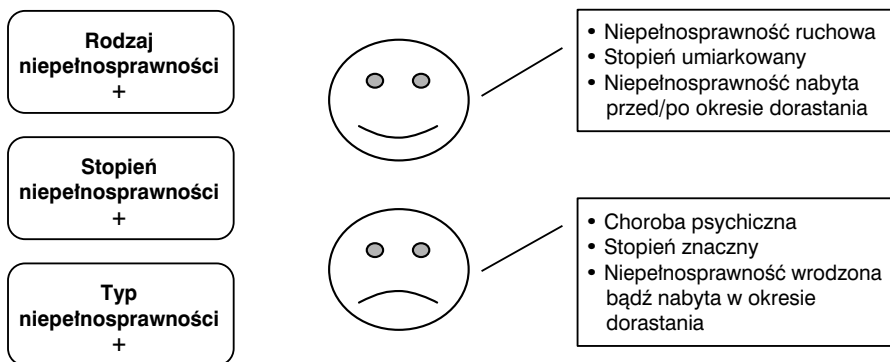 Rodzaj
niepełnosprawności
+
Stopień
niepełnosprawności
+
Typ
niepełnosprawności
+
• Niepełnosprawność ruchowa
• Stopień umiarkowany
• Niepełnosprawność nabyta
przed/po okresie dorastania
• Choroba psychiczna
• Stopień znaczny
• Niepełnosprawność wrodzona
bądź nabyta w okresie
dorastania